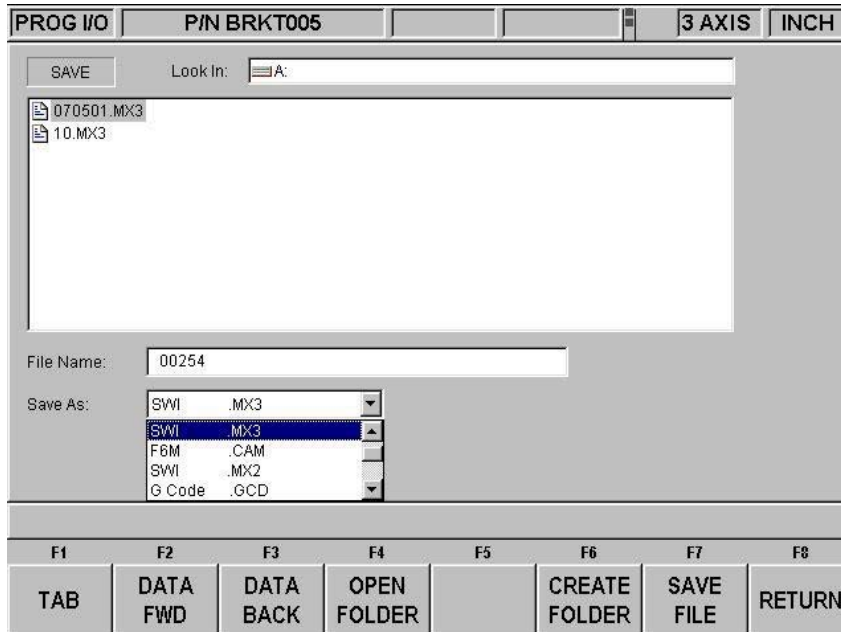 PROG I/O P/N BRKT005 3 AXIS INCH
SAVE Look In: A:
070501.MX3
10.MX3
File Name: 00254
Save As: SWI .MX3
SWI .MX3
F6M .CAM
SWI .MX2
G Code .GCD
F1 F2 F3 F4 F5 F6 F7 F8
TAB DATA FWD DATA BACK OPEN FOLDER CREATE FOLDER SAVE FILE RETURN